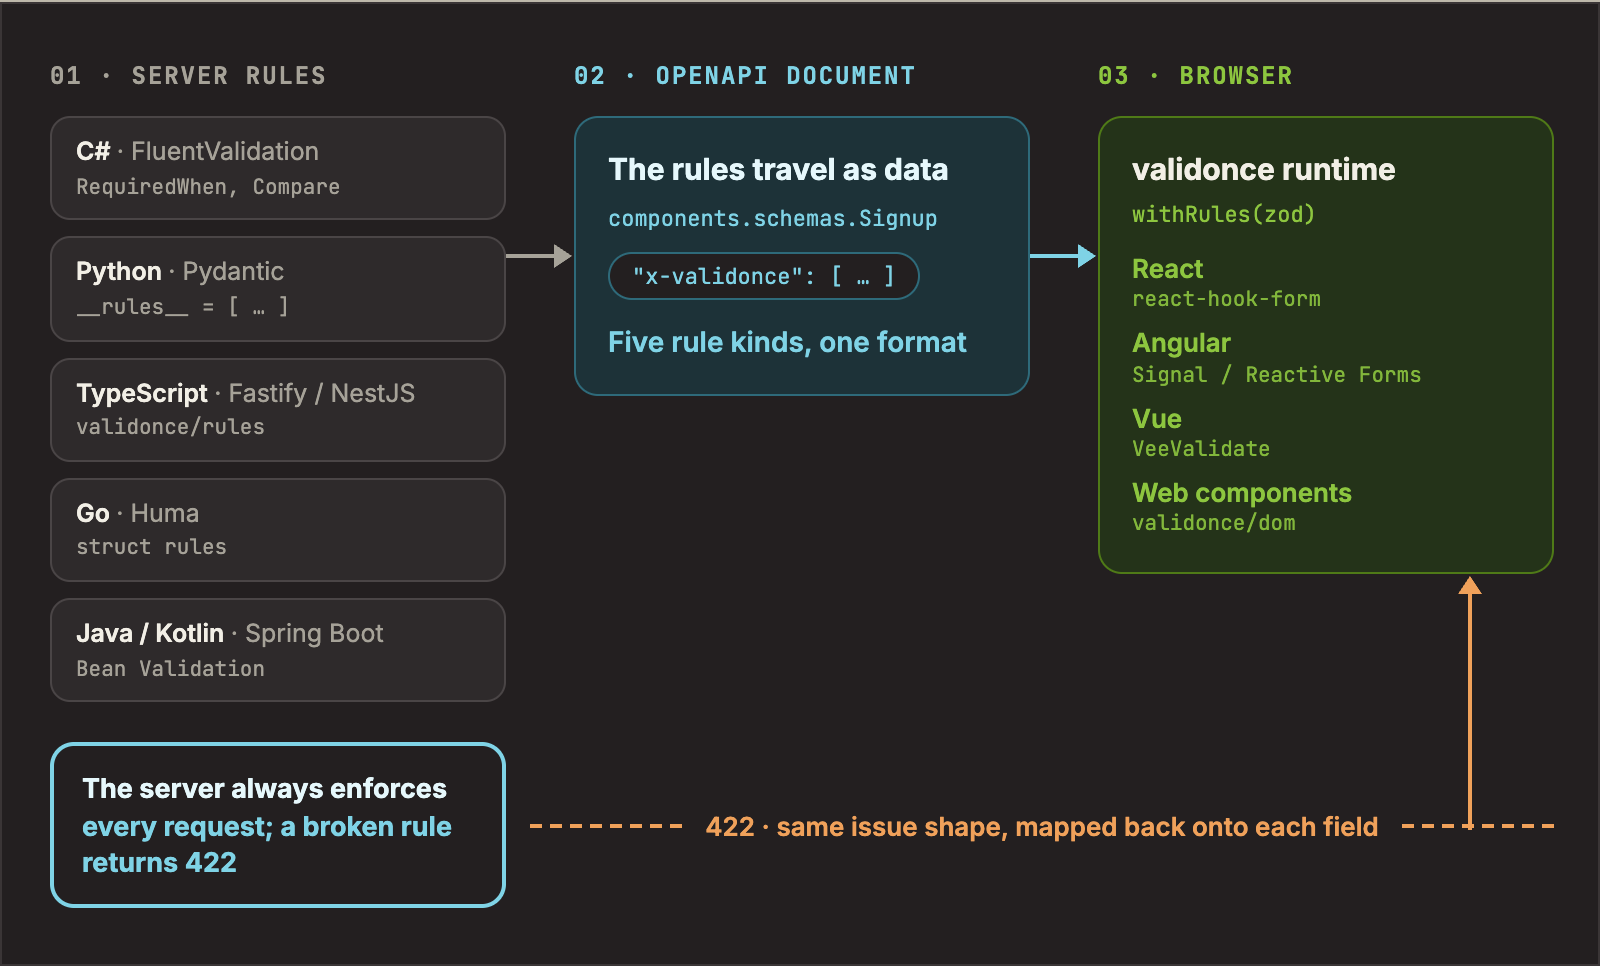 01 · SERVER RULES
C# · FluentValidation
RequiredWhen, Compare
Python · Pydantic
__rules__ = [ … ]
TypeScript · Fastify / NestJS
validonce/rules
Go · Huma
struct rules
Java / Kotlin · Spring Boot
Bean Validation
The server always enforces
every request; a broken rule
returns 422
02 · OPENAPI DOCUMENT
The rules travel as data
components.schemas.Signup
"x-validonce": [ … ]
Five rule kinds, one format
03 · BROWSER
validonce runtime
withRules(zod)
React
react-hook-form
Angular
Signal / Reactive Forms
Vue
VeeValidate
Web components
validonce/dom
422 · same issue shape, mapped back onto each field